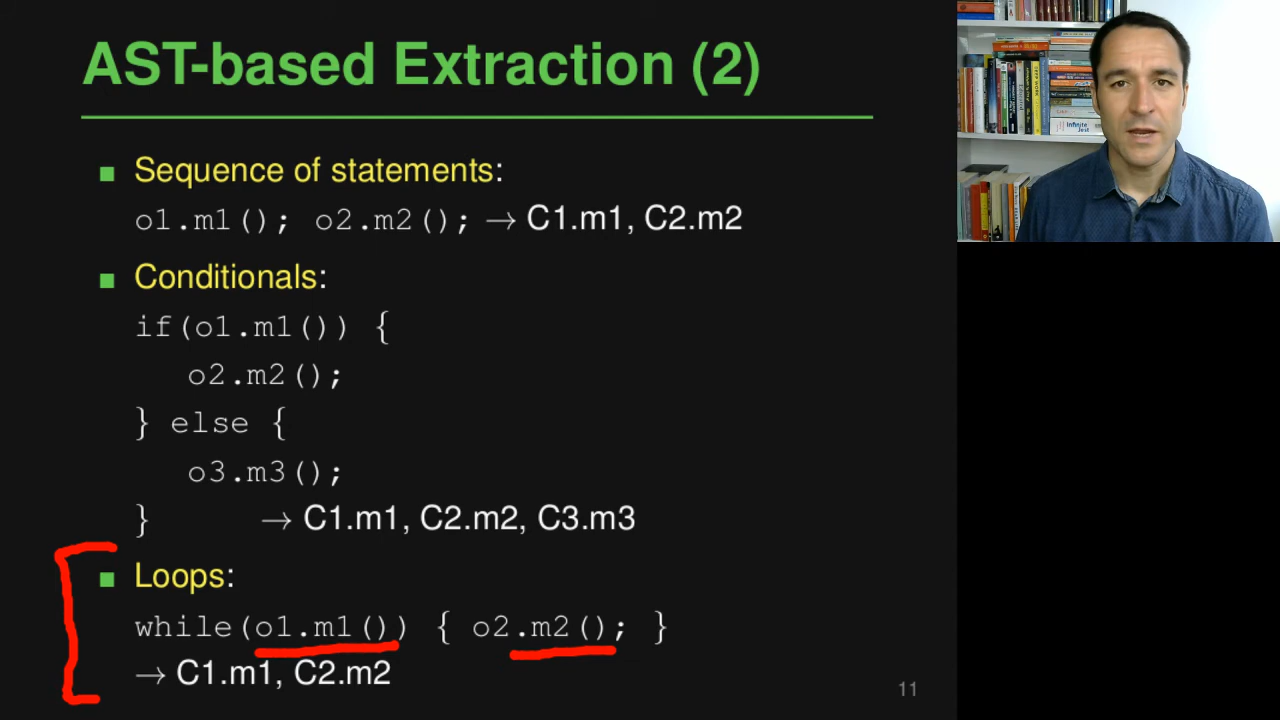 AST-based Extraction (2)
■ Sequence of statements:
o1.m1(); o2.m2(); → C1.m1, C2.m2
■ Conditionals:
if(o1.m1()) {
o2.m2();
} else {
o3.m3();
} → C1.m1, C2.m2, C3.m3
■ Loops:
while(o1.m1()) { o2.m2(); }
→ C1.m1, C2.m2
11
Infinite
Jest